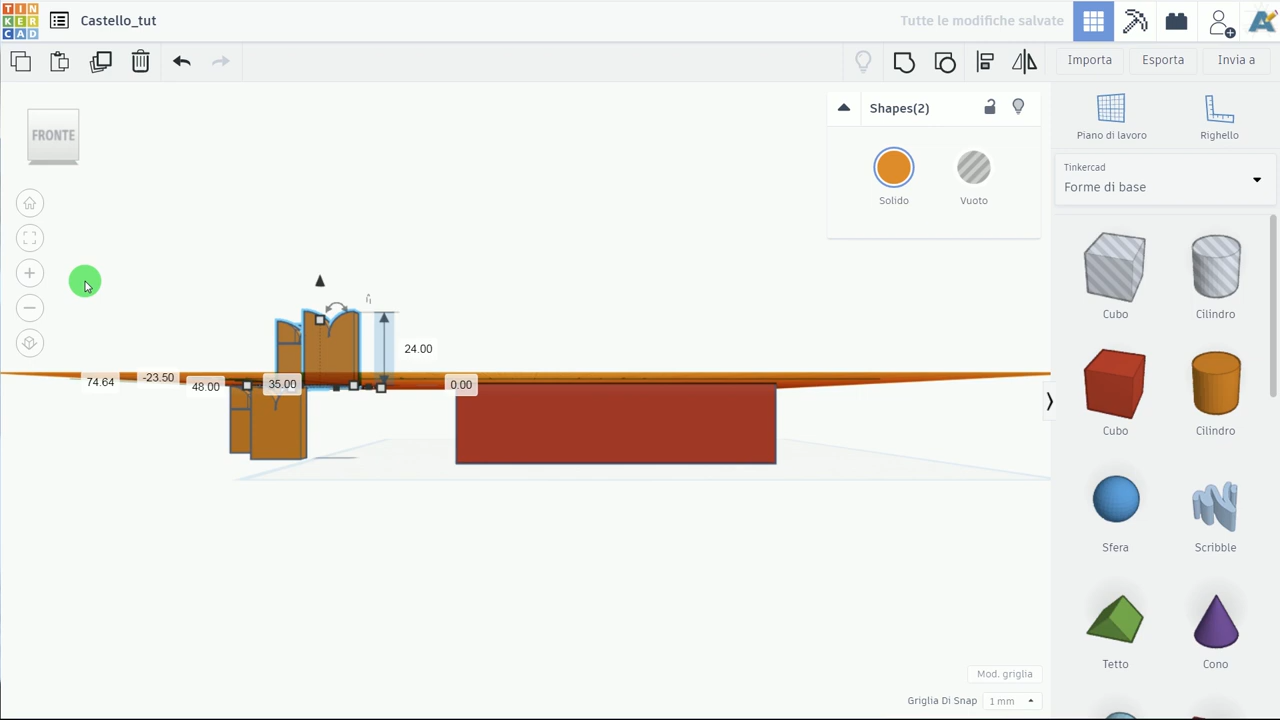 TIN
KER
CAD
Castello_tut
Tutte le modifiche salvate
Importa
Esporta
Invia a
FRONTE
Shapes(2)
Solido
Vuoto
Piano di lavoro
Righello
Tinkercad
Forme di base
Cubo
Cilindro
Cubo
Cilindro
Sfera
Scribble
Tetto
Cono
24.00
74.64
-23.50
48.00
35.00
0.00
Mod. griglia
Griglia Di Snap
1 mm